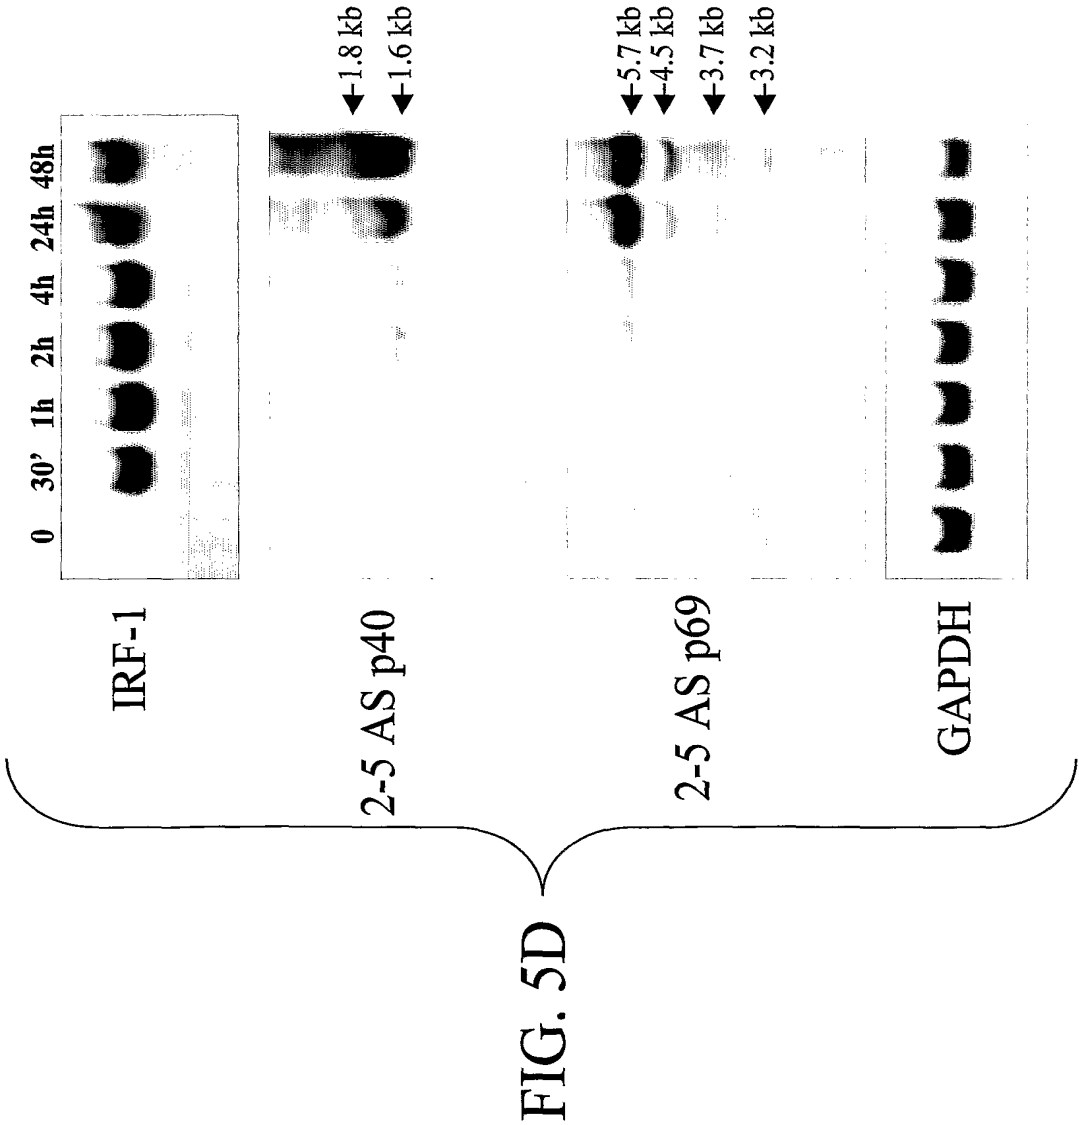 FIG. 5D
0 30' 1h 2h 4h 24h 48h
IRF-1
2-5 AS p40
1.8 kb
1.6 kb
2-5 AS p69
5.7 kb
4.5 kb
3.7 kb
3.2 kb
GAPDH